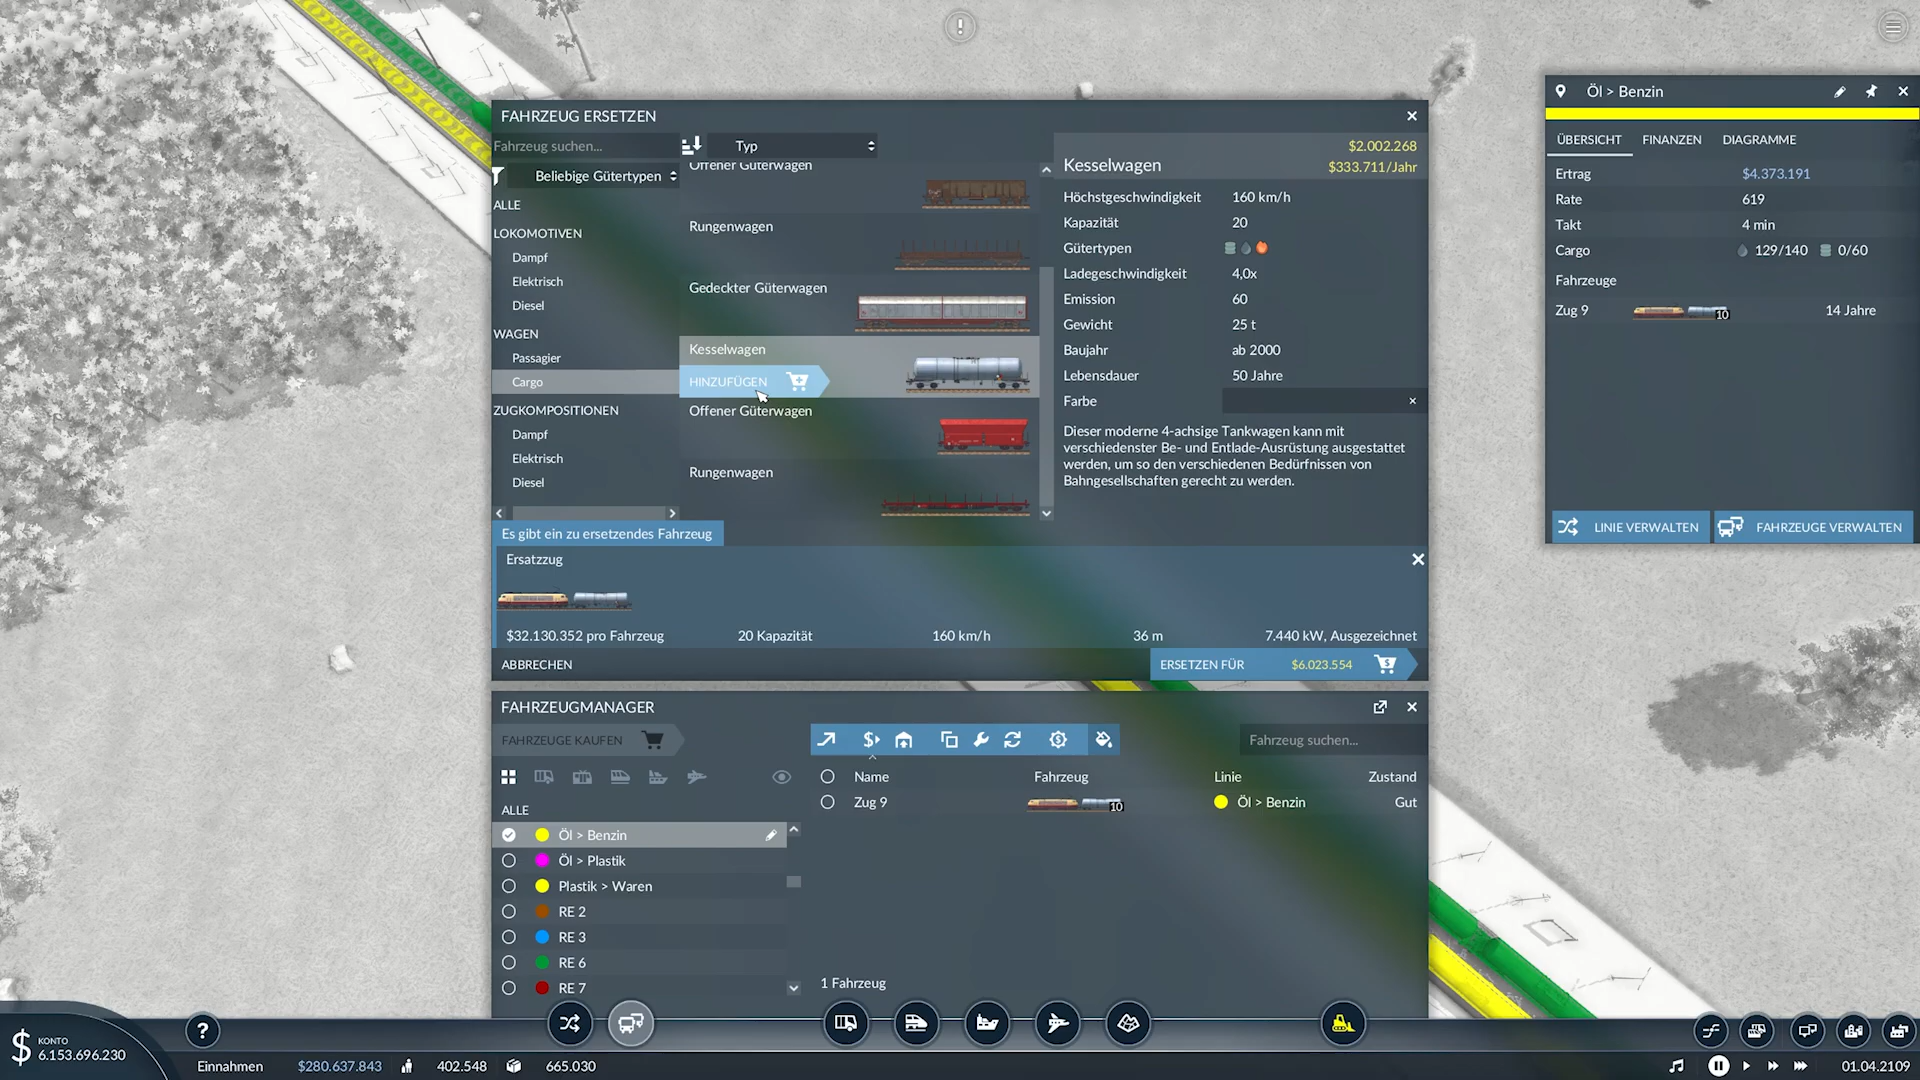 FAHRZEUG ERSETZEN
Fahrzeug suchen...
Typ
Beliebige Gütertypen
ALLE
LOKOMOTIVEN
Dampf
Elektrisch
Diesel
WAGEN
Passagier
Cargo
ZUGKOMPOSITIONEN
Dampf
Elektrisch
Diesel
Offener Güterwagen
Rungenwagen
Gedeckter Güterwagen
Kesselwagen
HINZUFÜGEN
Offener Güterwagen
Rungenwagen
Kesselwagen
$2.002.268
$333.711/Jahr
Höchstgeschwindigkeit 160 km/h
Kapazität 20
Gütertypen
Ladegeschwindigkeit 4,0x
Emission 60
Gewicht 25 t
Baujahr ab 2000
Lebensdauer 50 Jahre
Farbe
Dieser moderne 4-achsige Tankwagen kann mit
verschiedenster Be- und Entlade-Ausrüstung ausgestattet
werden, um so den verschiedenen Bedürfnissen von
Bahngesellschaften gerecht zu werden.
Es gibt ein zu ersetzendes Fahrzeug
Ersatzzug
$32.130.352 pro Fahrzeug 20 Kapazität 160 km/h 36 m 7.440 kW, Ausgezeichnet
ABBRECHEN
ERSETZEN FÜR $6.023.554
FAHRZEUGMANAGER
FAHRZEUGE KAUFEN
Fahrzeug suchen...
ALLE
Öl > Benzin
Öl > Plastik
Plastik > Waren
RE 2
RE 3
RE 6
RE 7
Name Fahrzeug Linie Zustand
Zug 9 10 Öl > Benzin Gut
1 Fahrzeug
Öl > Benzin
ÜBERSICHT FINANZEN DIAGRAMME
Ertrag $4.373.191
Rate 619
Takt 4 min
Cargo 129/140 0/60
Fahrzeuge
Zug 9 10 14 Jahre
LINIE VERWALTEN
FAHRZEUGE VERWALTEN
KONTO
6.153.696.230
Einnahmen $280.637.843 402.548 665.030
01.04.2109